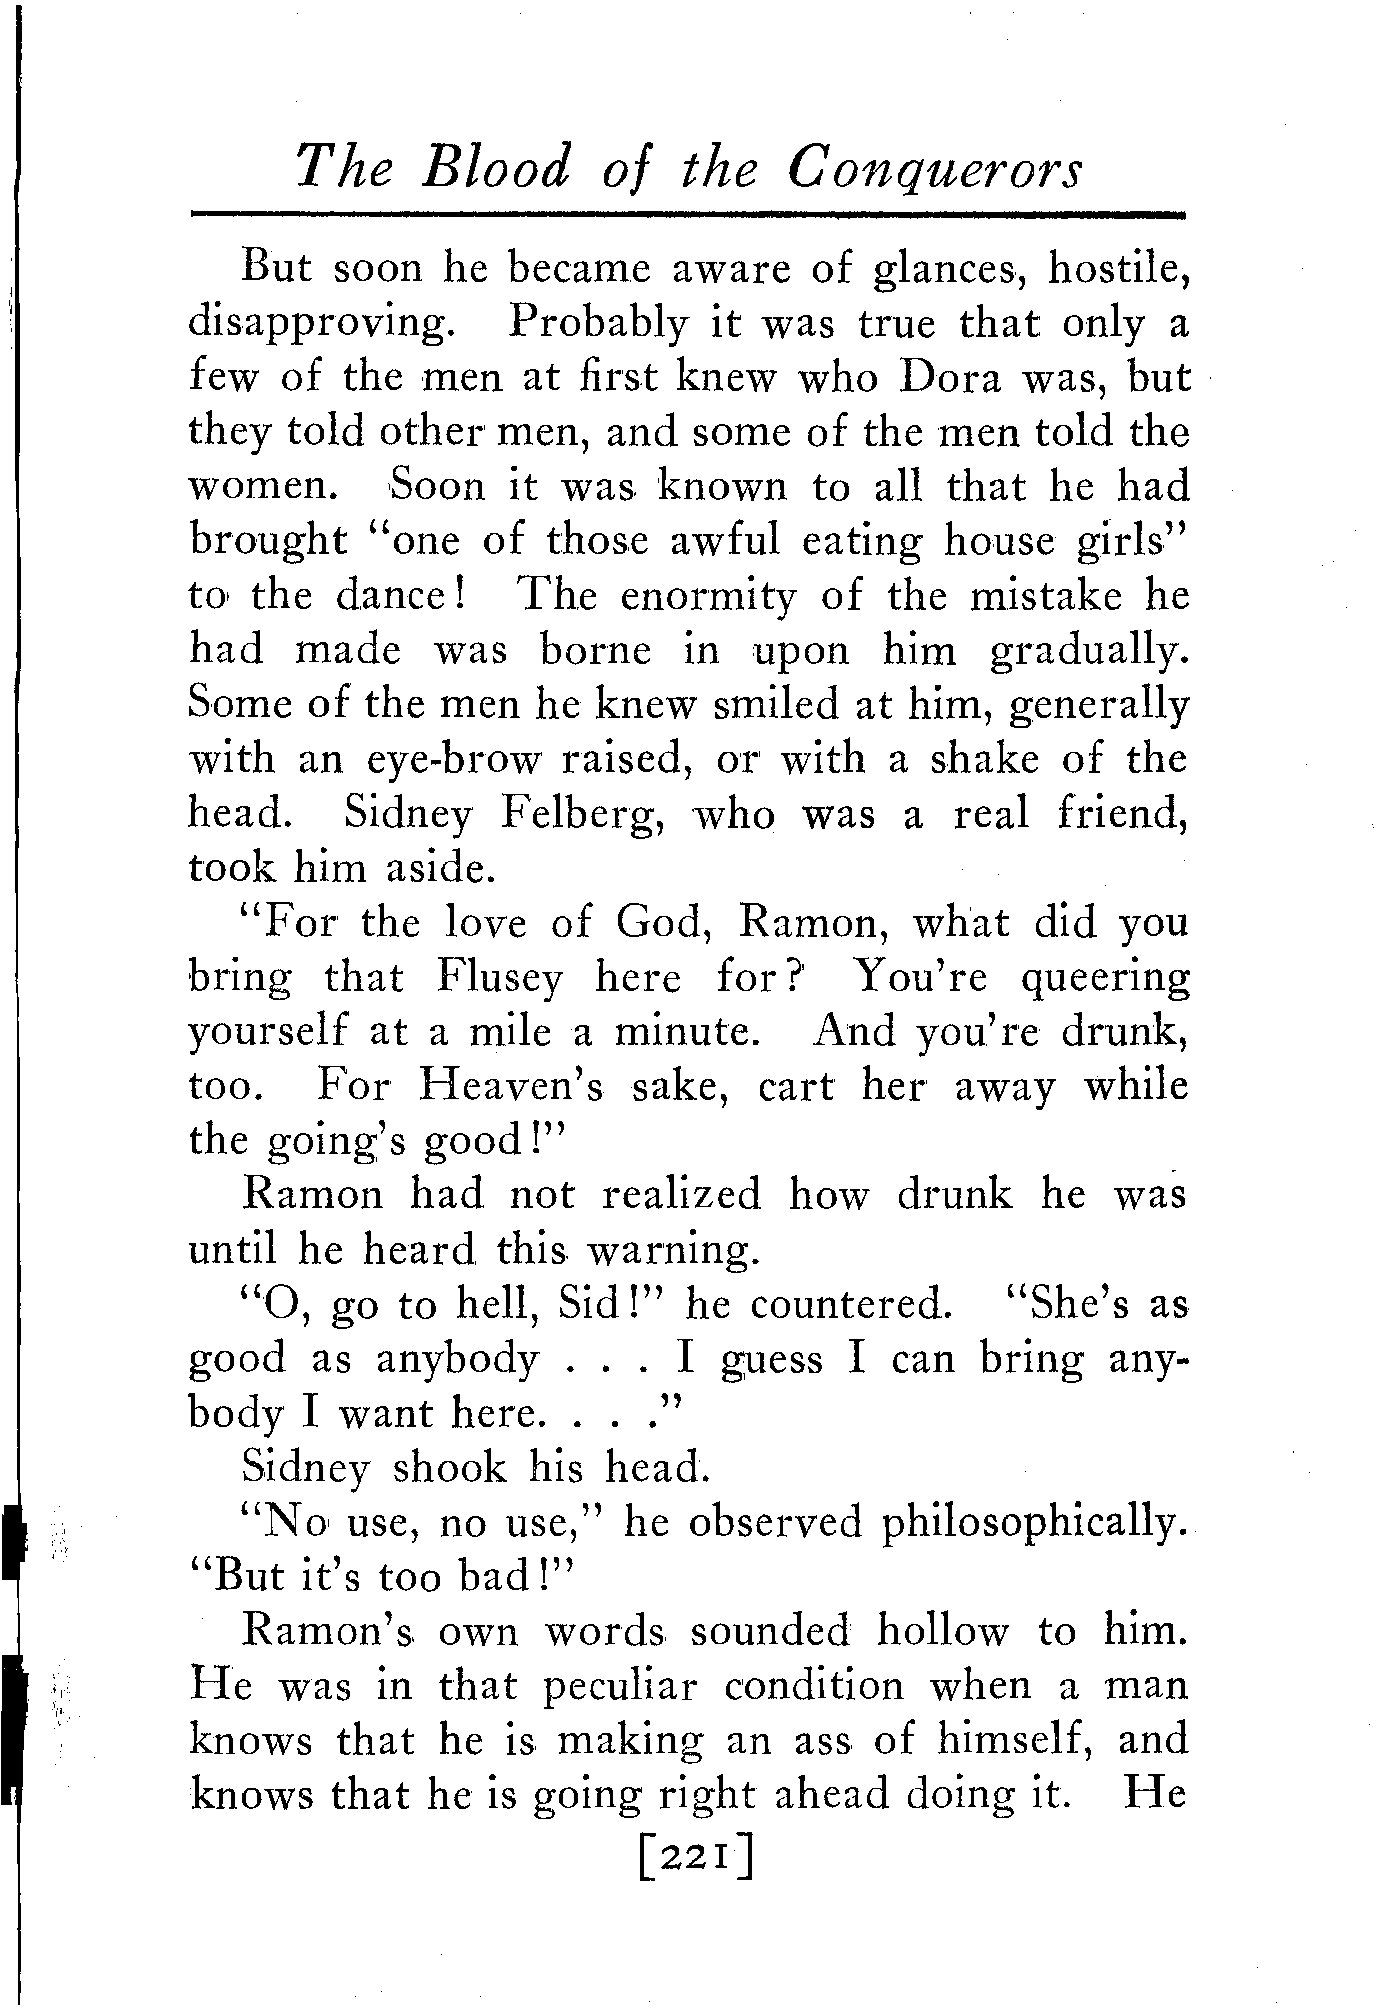 The Blood of the Conquerors
But soon he became aware of glances, hostile,
disapproving. Probably it was true that only a
few of the men at first knew who Dora was, but
they told other men, and some of the men told the
women. Soon it was known to all that he had
brought “one of those awful eating house girls”
to the dance! The enormity of the mistake he
had made was borne in upon him gradually.
Some of the men he knew smiled at him, generally
with an eye-brow raised, or with a shake of the
head. Sidney Felberg, who was a real friend,
took him aside.
“For the love of God, Ramon, what did you
bring that Flusey here for? You're queering
yourself at a mile a minute. And you're drunk,
too. For Heaven's sake, cart her away while
the going's good!”
Ramon had not realized how drunk he was
until he heard this warning.
“O, go to hell, Sid!” he countered. “She's as
good as anybody . . . I guess I can bring any-
body I want here. . . .”
Sidney shook his head.
“No use, no use,” he observed philosophically.
“But it's too bad!”
Ramon's own words sounded hollow to him.
He was in that peculiar condition when a man
knows that he is making an ass of himself, and
knows that he is going right ahead doing it. He
[221]